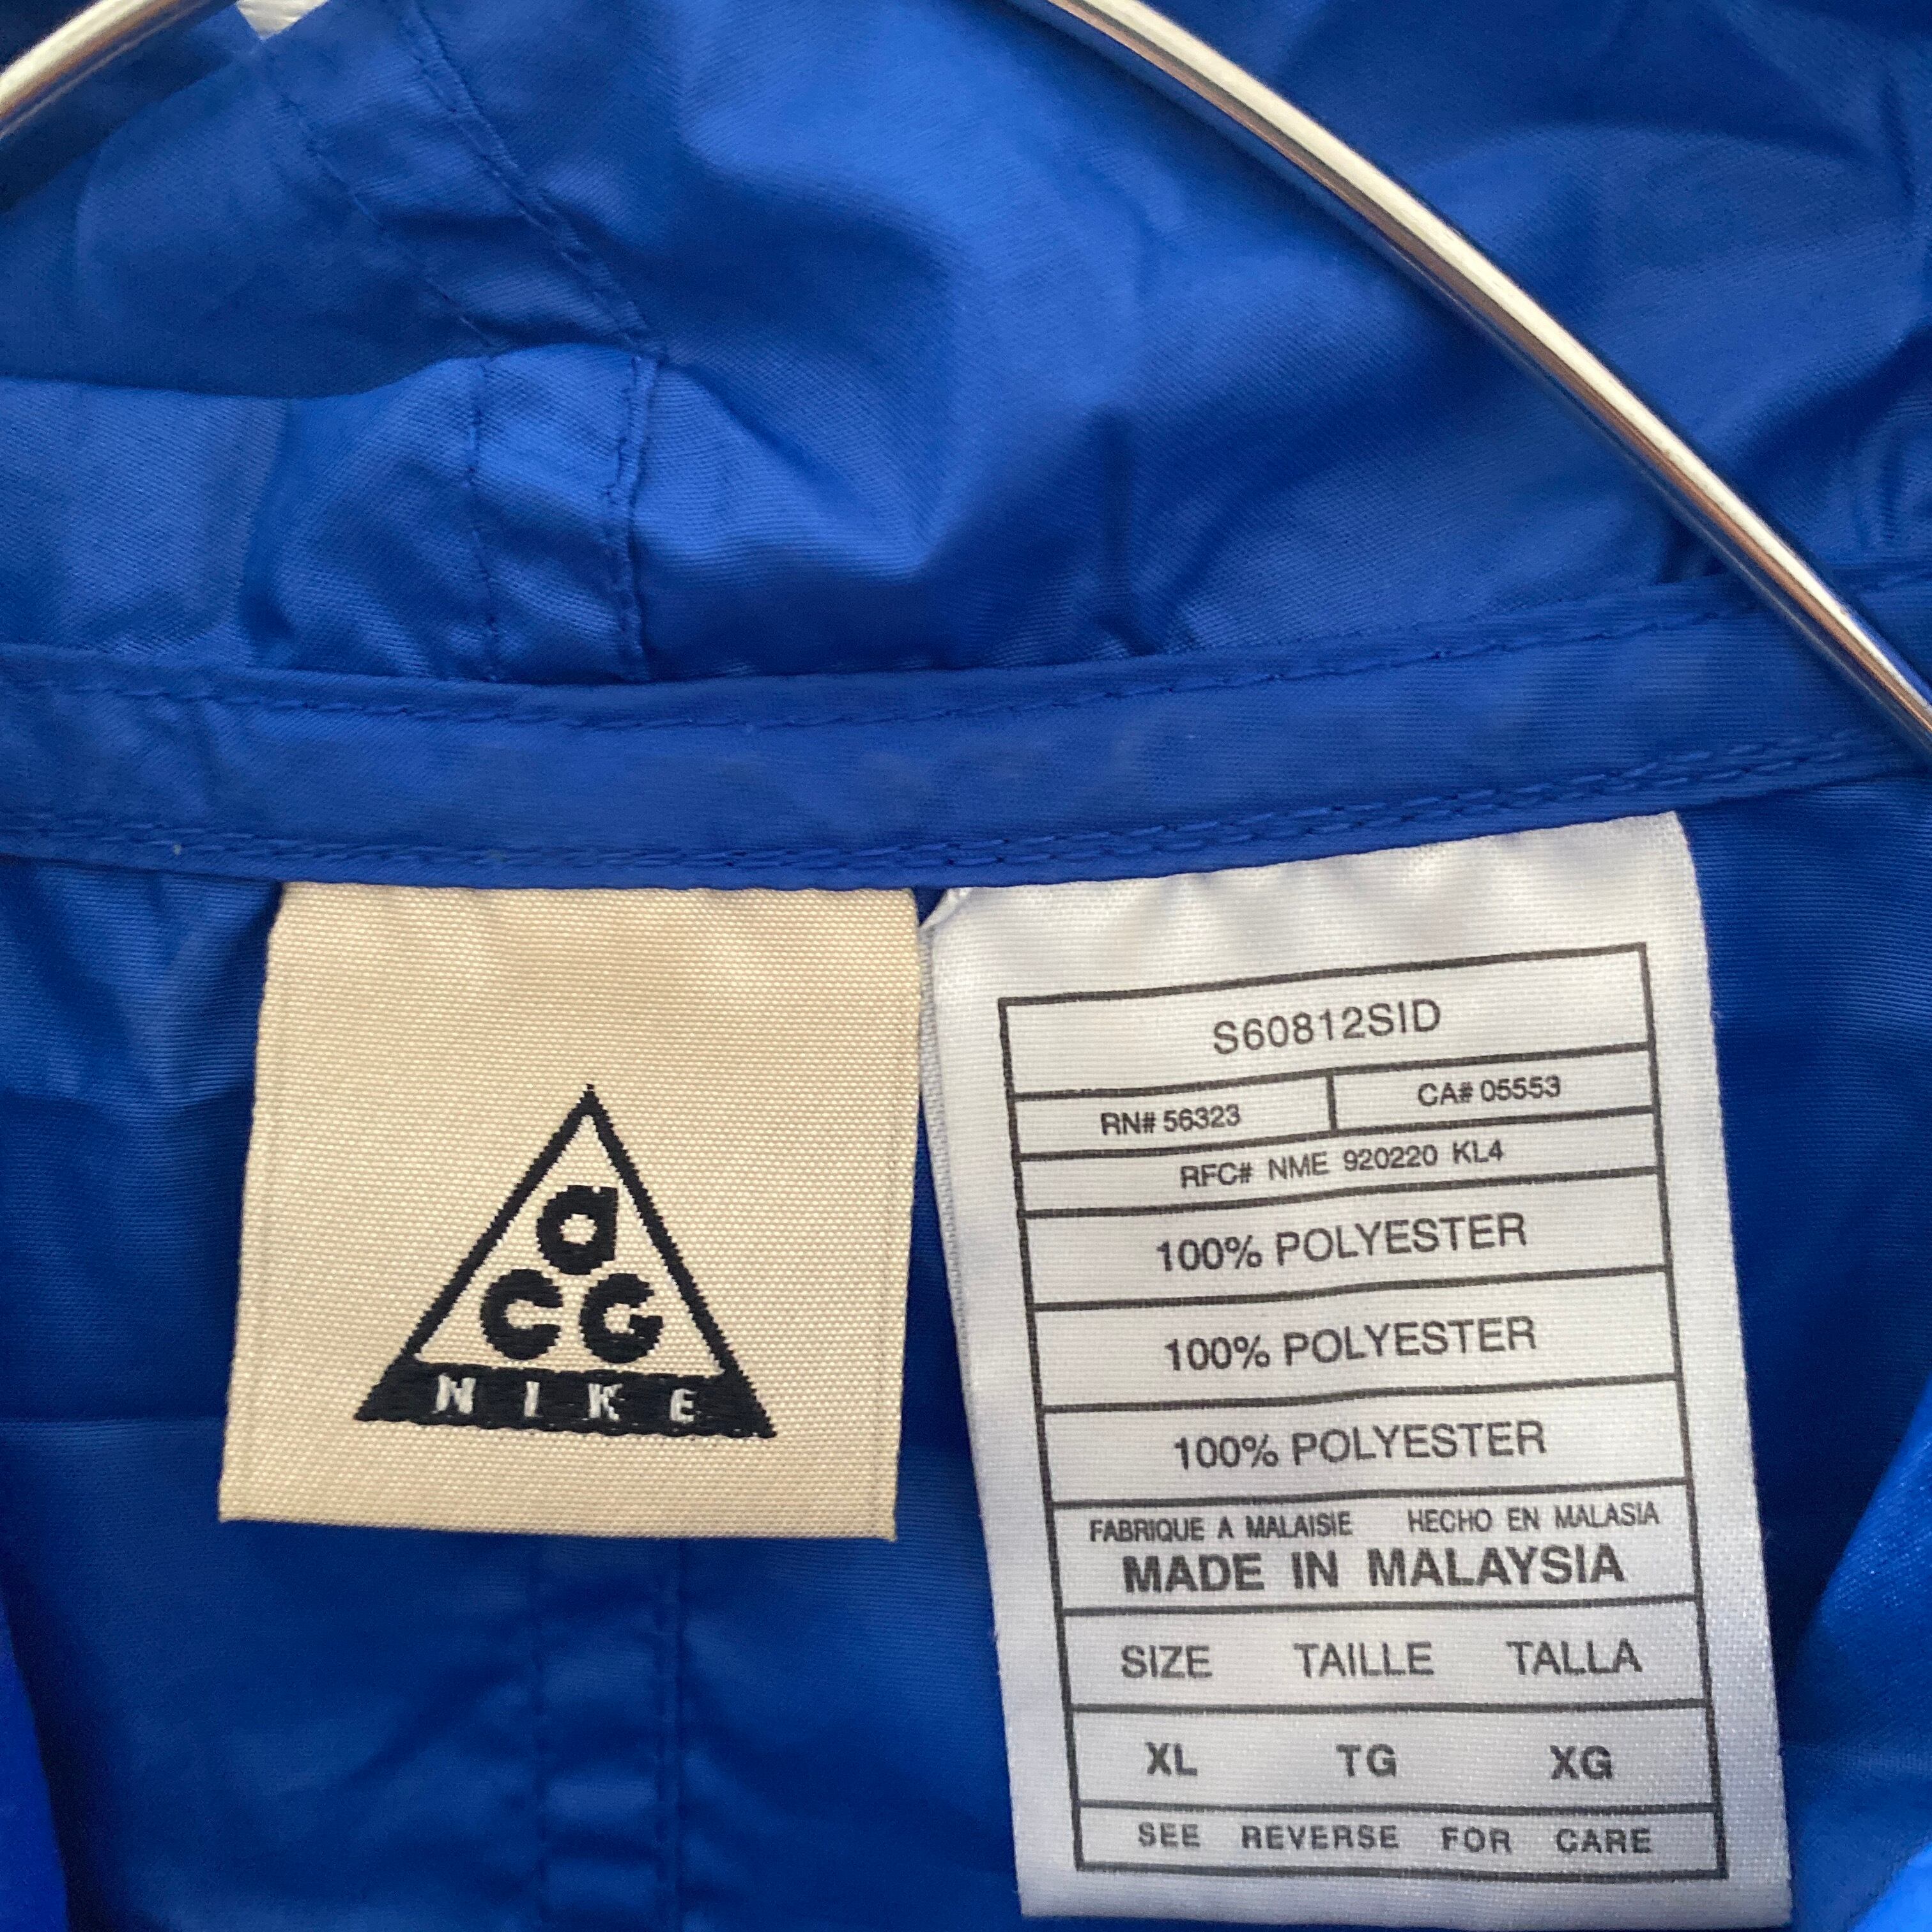 a
CG
NIKE
S60812SID
RN# 56323 CA# 05553
RFC# NME 920220 KL4
100% POLYESTER
100% POLYESTER
100% POLYESTER
FABRIQUE A MALAISIE HECHO EN MALASIA
MADE IN MALAYSIA
SIZE TAILLE TALLA
XL TG XG
SEE REVERSE FOR CARE